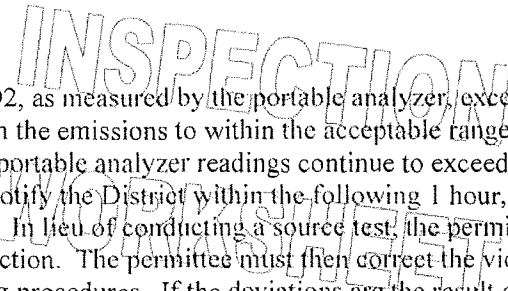 INSPECTION
O2, as measured by the portable analyzer, exce
n the emissions to within the acceptable range
portable analyzer readings continue to exceed
otify the District within the following 1 hour,
In lieu of conducting a source test, the permi
ction. The permittee must then correct the vio
g procedures. If the deviations are the result o
WORKSHEET